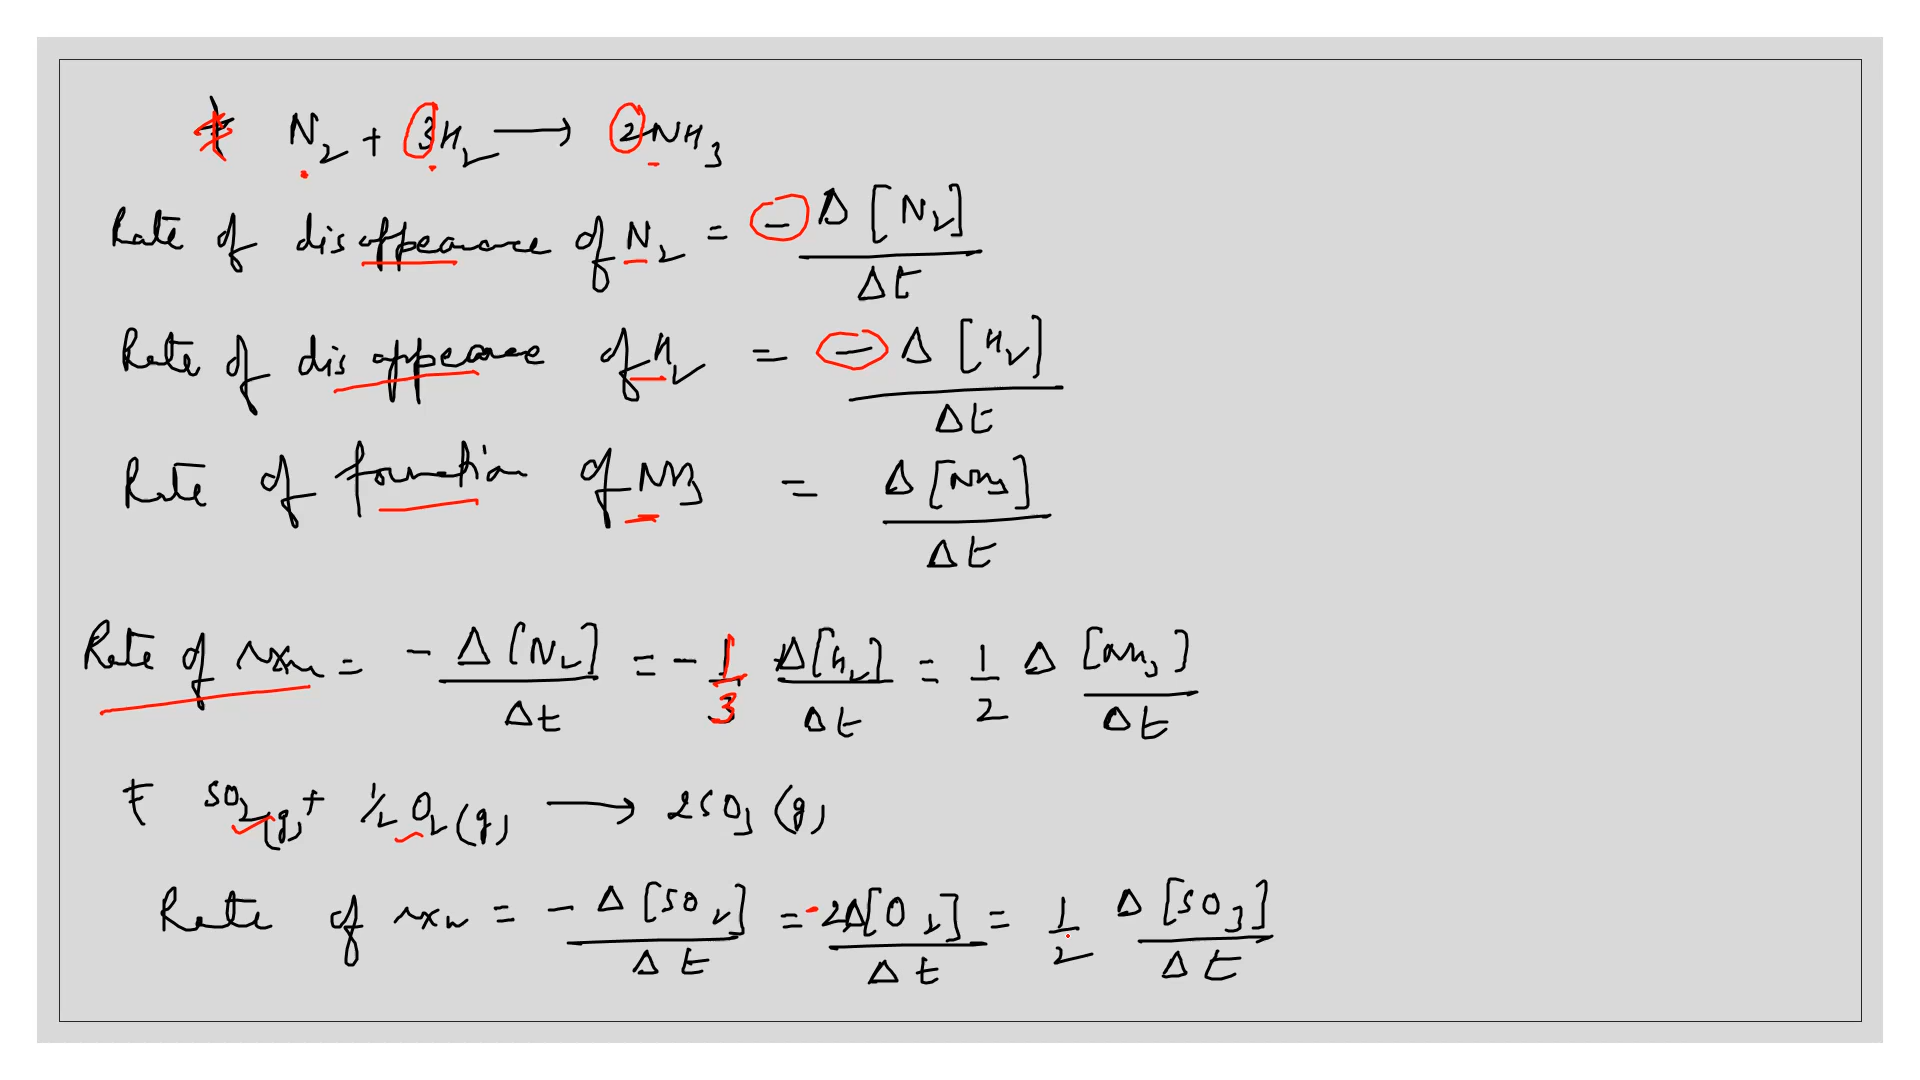 * N₂ + 3H₂ → 2NH₃
Rate of disappearance of N₂ = - Δ[N₂] / Δt
Rate of disappearance of H₂ = - Δ[H₂] / Δt
Rate of formation of NH₃ = Δ[NH₃] / Δt
Rate of rxn = - Δ[N₂] / Δt = - 1/3 Δ[H₂] / Δt = 1/2 Δ[NH₃] / Δt
* SO₂(g) + 1/2 O₂(g) → 2SO₃(g)
Rate of rxn = - Δ[SO₂] / Δt = - 2Δ[O₂] / Δt = 1/2 Δ[SO₃] / Δt